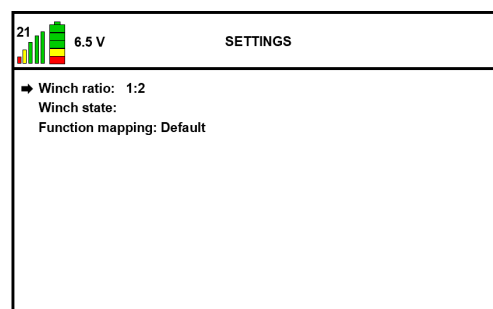 21
6.5 V
SETTINGS
Winch ratio: 1:2
Winch state:
Function mapping: Default